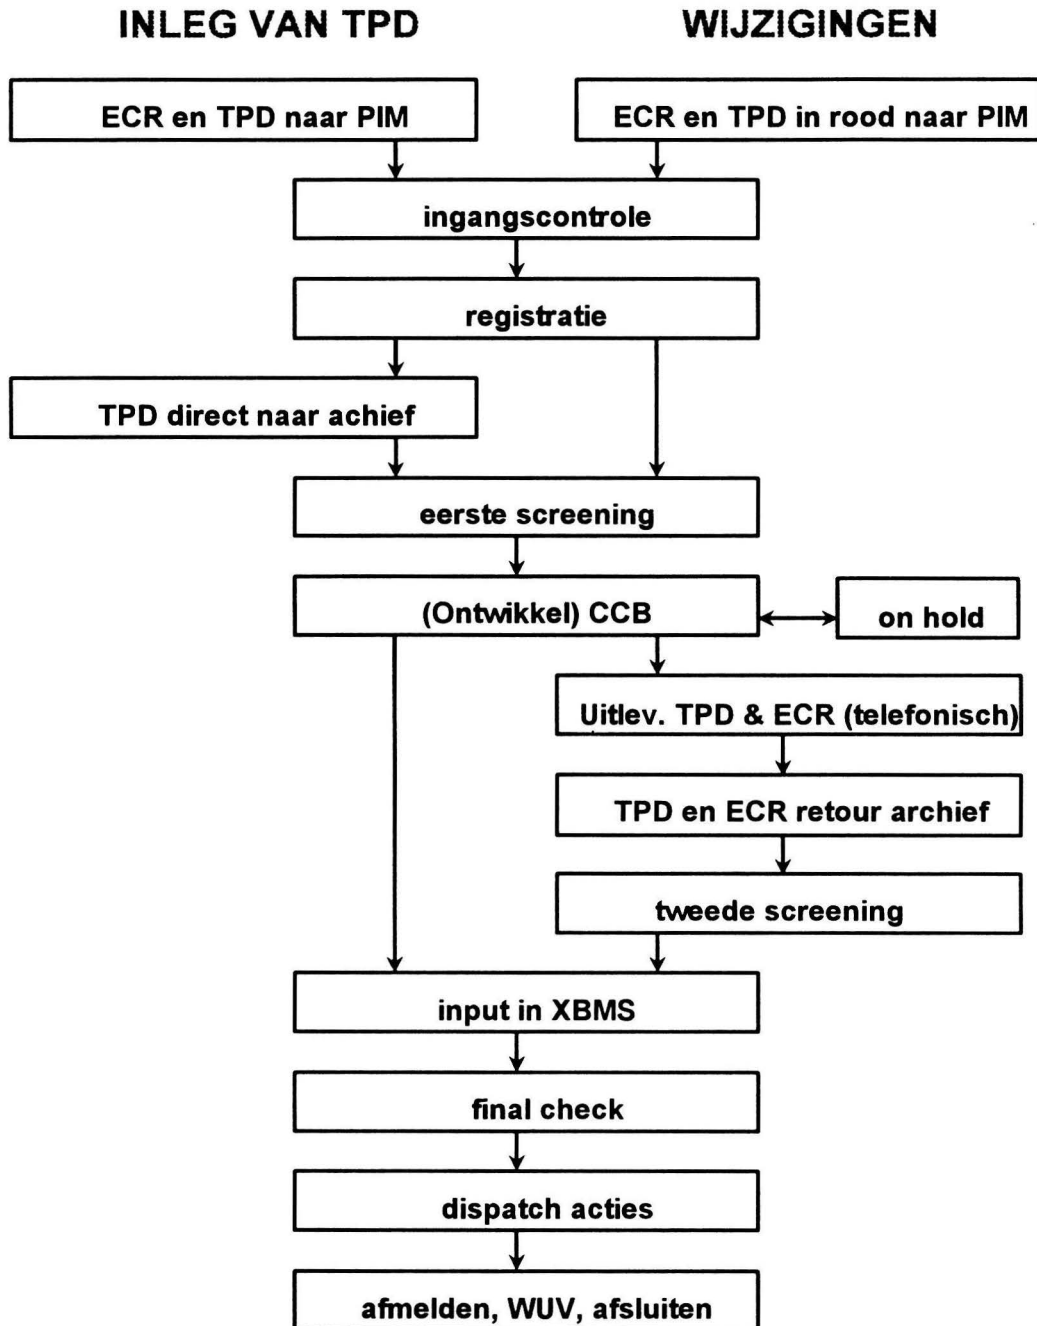 INLEG VAN TPD
WIJZIGINGEN
ECR en TPD naar PIM
ECR en TPD in rood naar PIM
ingangscontrole
registratie
TPD direct naar achief
eerste screening
(Ontwikkel) CCB
on hold
Uitlev. TPD & ECR (telefonisch)
TPD en ECR retour archief
tweede screening
input in XBMS
final check
dispatch acties
afmelden, WUV, afsluiten